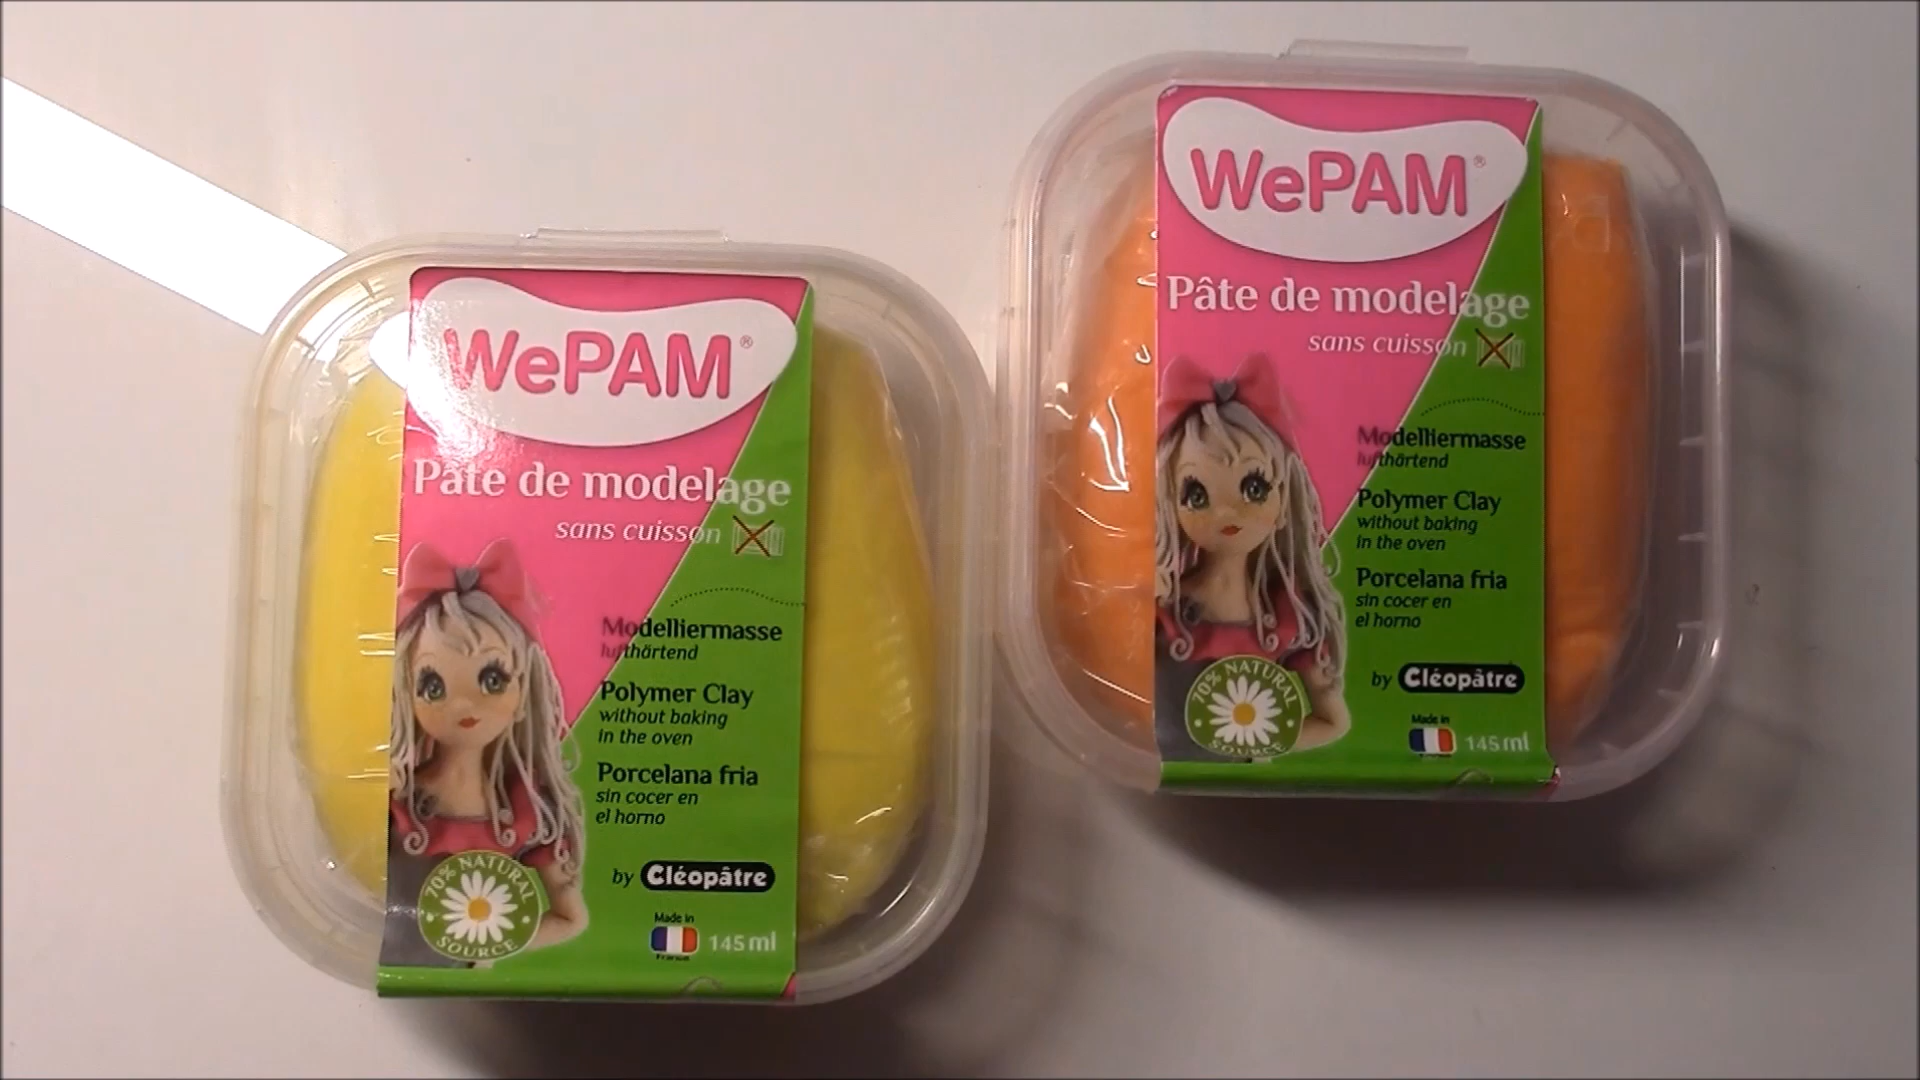 WePAM®
Pâte de modelage
sans cuisson
Modelliermasse
lufthärtend
Polymer Clay
without baking
in the oven
Porcelana fria
sin cocer en
el horno
by Cléopâtre
70% NATURAL
SOURCE
Made in
France
145 ml
WePAM®
Pâte de modelage
sans cuisson
Modelliermasse
lufthärtend
Polymer Clay
without baking
in the oven
Porcelana fria
sin cocer en
el horno
by Cléopâtre
70% NATURAL
SOURCE
Made in
145 ml